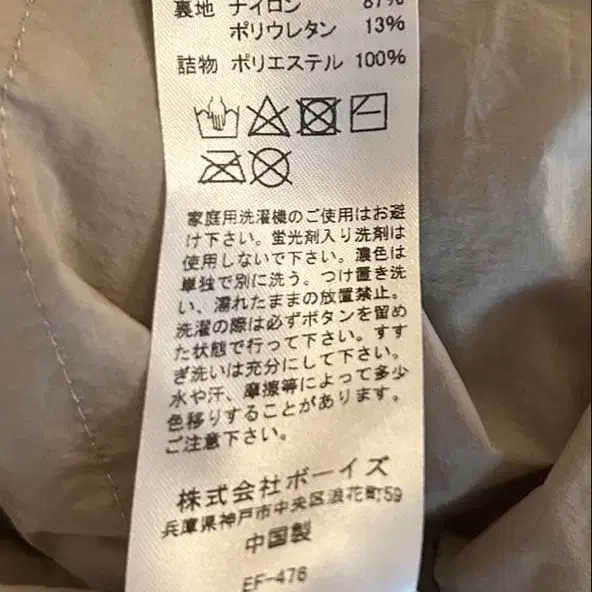 裏地 ナイロン 87%
ポリウレタン 13%
詰物 ポリエステル 100%
家庭用洗濯機のご使用はお避
け下さい。蛍光剤入り洗剤は
使用しないで下さい。濃色は
単独で別に洗う。つけ置き洗
い、濡れたままの放置禁止。
洗濯の際は必ずボタンを留め
た状態で行って下さい。すす
ぎ洗いは充分にして下さい。
水や汗、摩擦等によって多少
色移りすることがあります。
ご注意下さい。
株式会社ボーイズ
兵庫県神戸市中央区浪花町59
中国製
EF-476